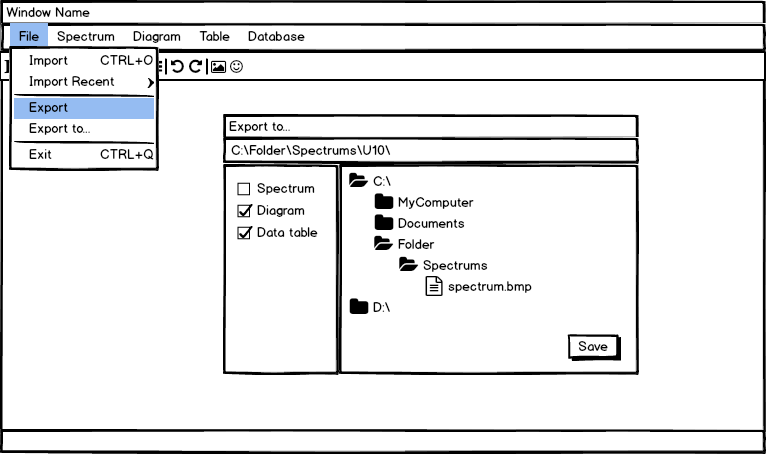 Window Name
File Spectrum Diagram Table Database
Import CTRL+O
Import Recent
Export
Export to...
Exit CTRL+Q
Export to...
C:\Folder\Spectrums\U10\
Spectrum
Diagram
Data table
C:\
MyComputer
Documents
Folder
Spectrums
spectrum.bmp
D:\
Save